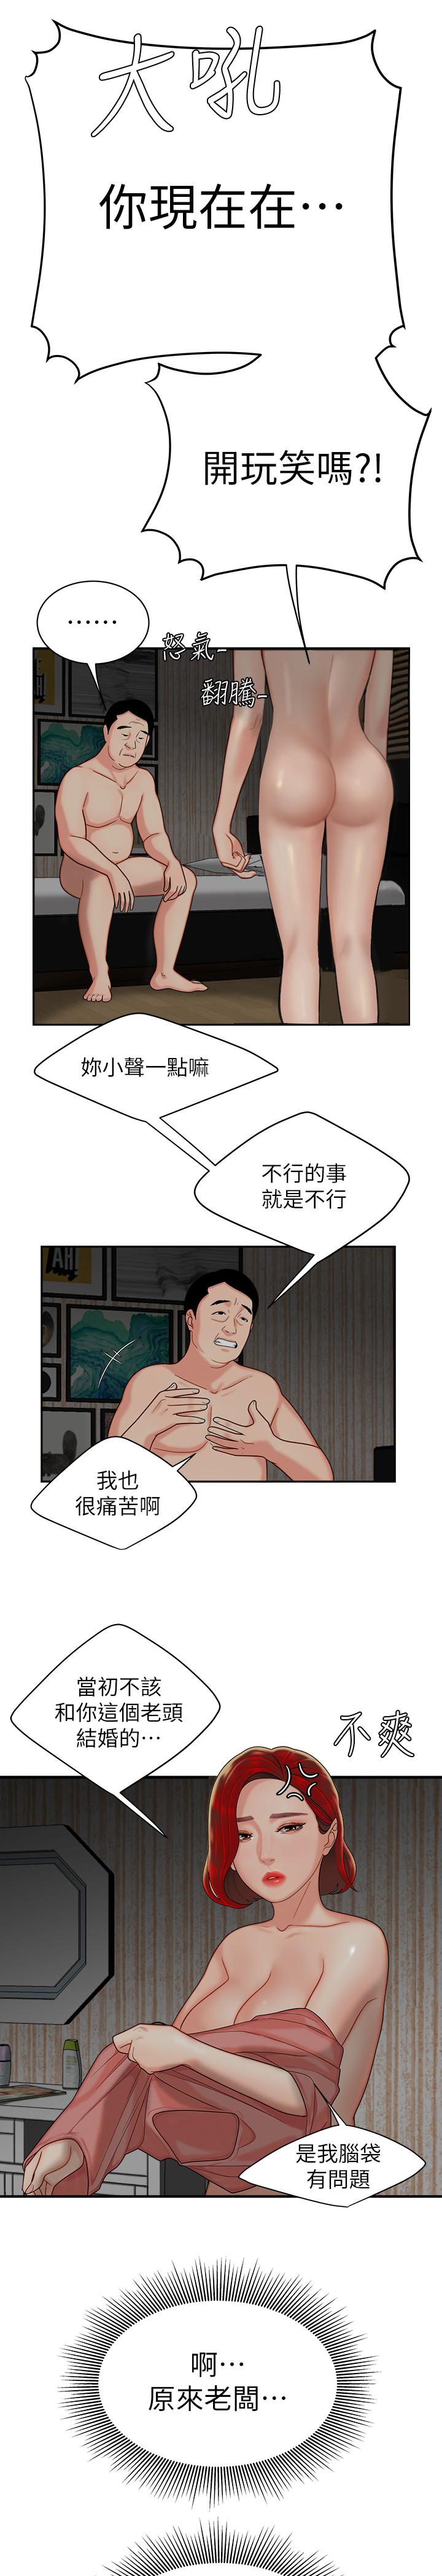 大吼
你現在在⋯
開玩笑嗎?!
⋯⋯
怒氣-
翻騰-
妳小聲一點嘛
不行的事
就是不行
HA
我也
很痛苦啊
當初不該
和你這個老頭
結婚的⋯
不爽
是我腦袋
有問題
啊⋯
原來老闆⋯